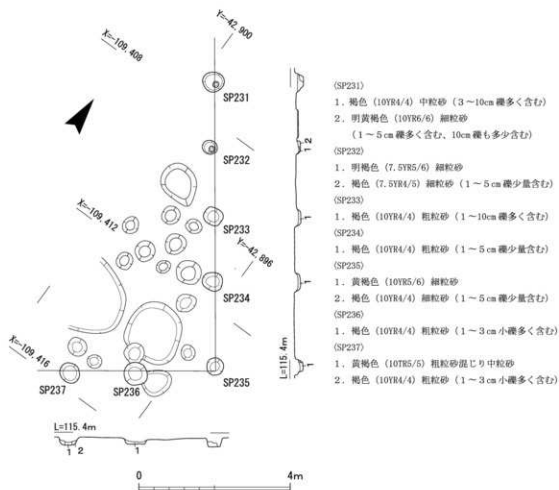 Y=-42,900
X=-109,408
SP231
SP232
X=-109,412
SP233
Y=-42,896
SP234
X=-109,416
SP237
SP236
SP235
1
2
1
1
1
L=115.4m
L=115.4m
1
2
1
0
4m
(SP231)
1．褐色（10YR4/4）中粒砂（3～10cm礫多く含む）
2．明黄褐色（10YR6/6）細粒砂
（1～5cm礫多く含む、10cm礫も多少含む）
(SP232)
1．明褐色（7.5YR5/6）細粒砂
2．褐色（7.5YR4/5）細粒砂（1～5cm礫少量含む）
(SP233)
1．褐色（10YR4/4）粗粒砂（1～10cm礫多く含む）
(SP234)
1．褐色（10YR4/4）粗粒砂（1～5cm礫少量含む）
(SP235)
1．黄褐色（10YR5/6）細粒砂
2．褐色（10YR4/4）細粒砂（1～5cm礫少量含む）
(SP236)
1．褐色（10YR4/4）粗粒砂（1～3cm小礫多く含む）
(SP237)
1．黄褐色（10TR5/5）粗粒砂混じり中粒砂
2．褐色（10YR4/4）粗粒砂（1～3cm小礫多く含む）